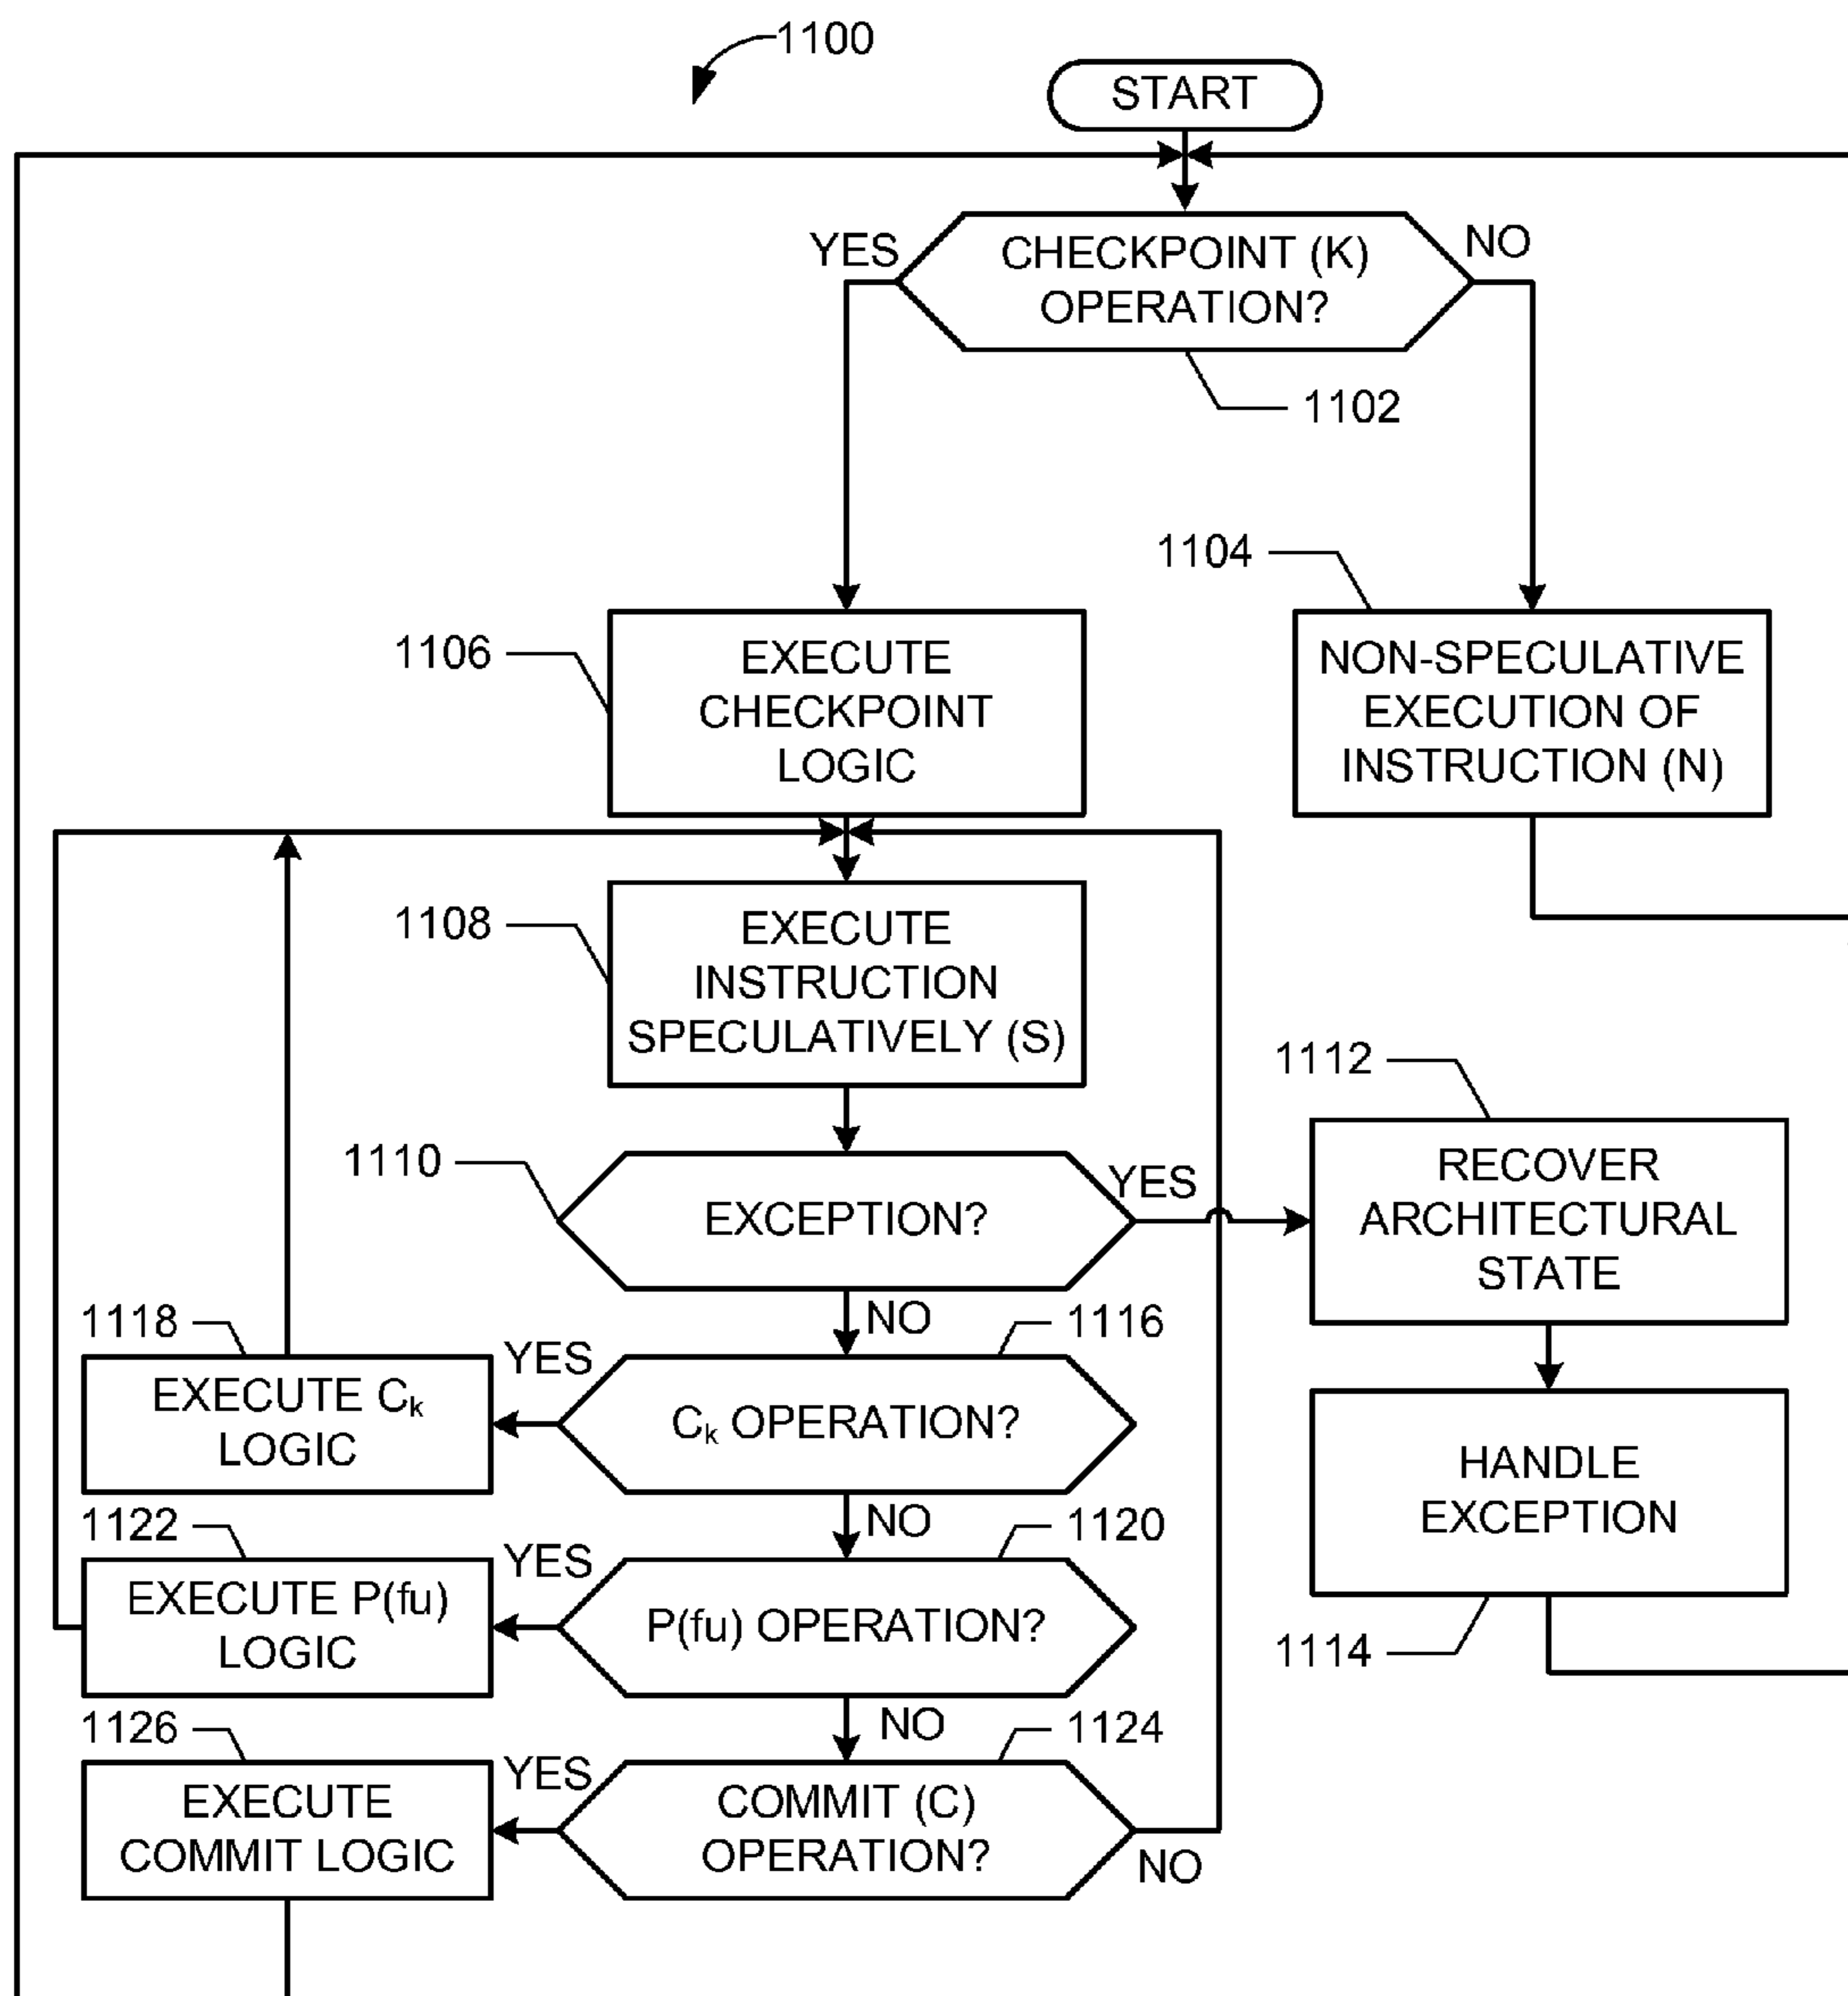 1100
START
YES
CHECKPOINT (K)
OPERATION?
NO
1102
1104
1106
EXECUTE
CHECKPOINT
LOGIC
NON-SPECULATIVE
EXECUTION OF
INSTRUCTION (N)
1108
EXECUTE
INSTRUCTION
SPECULATIVELY (S)
1110
EXCEPTION?
YES
1112
RECOVER
ARCHITECTURAL
STATE
NO
1118
YES
1116
EXECUTE Ck
LOGIC
Ck OPERATION?
HANDLE
EXCEPTION
NO
1122
YES
1120
EXECUTE P(fu)
LOGIC
P(fu) OPERATION?
1114
NO
1126
YES
1124
EXECUTE
COMMIT LOGIC
COMMIT (C)
OPERATION?
NO